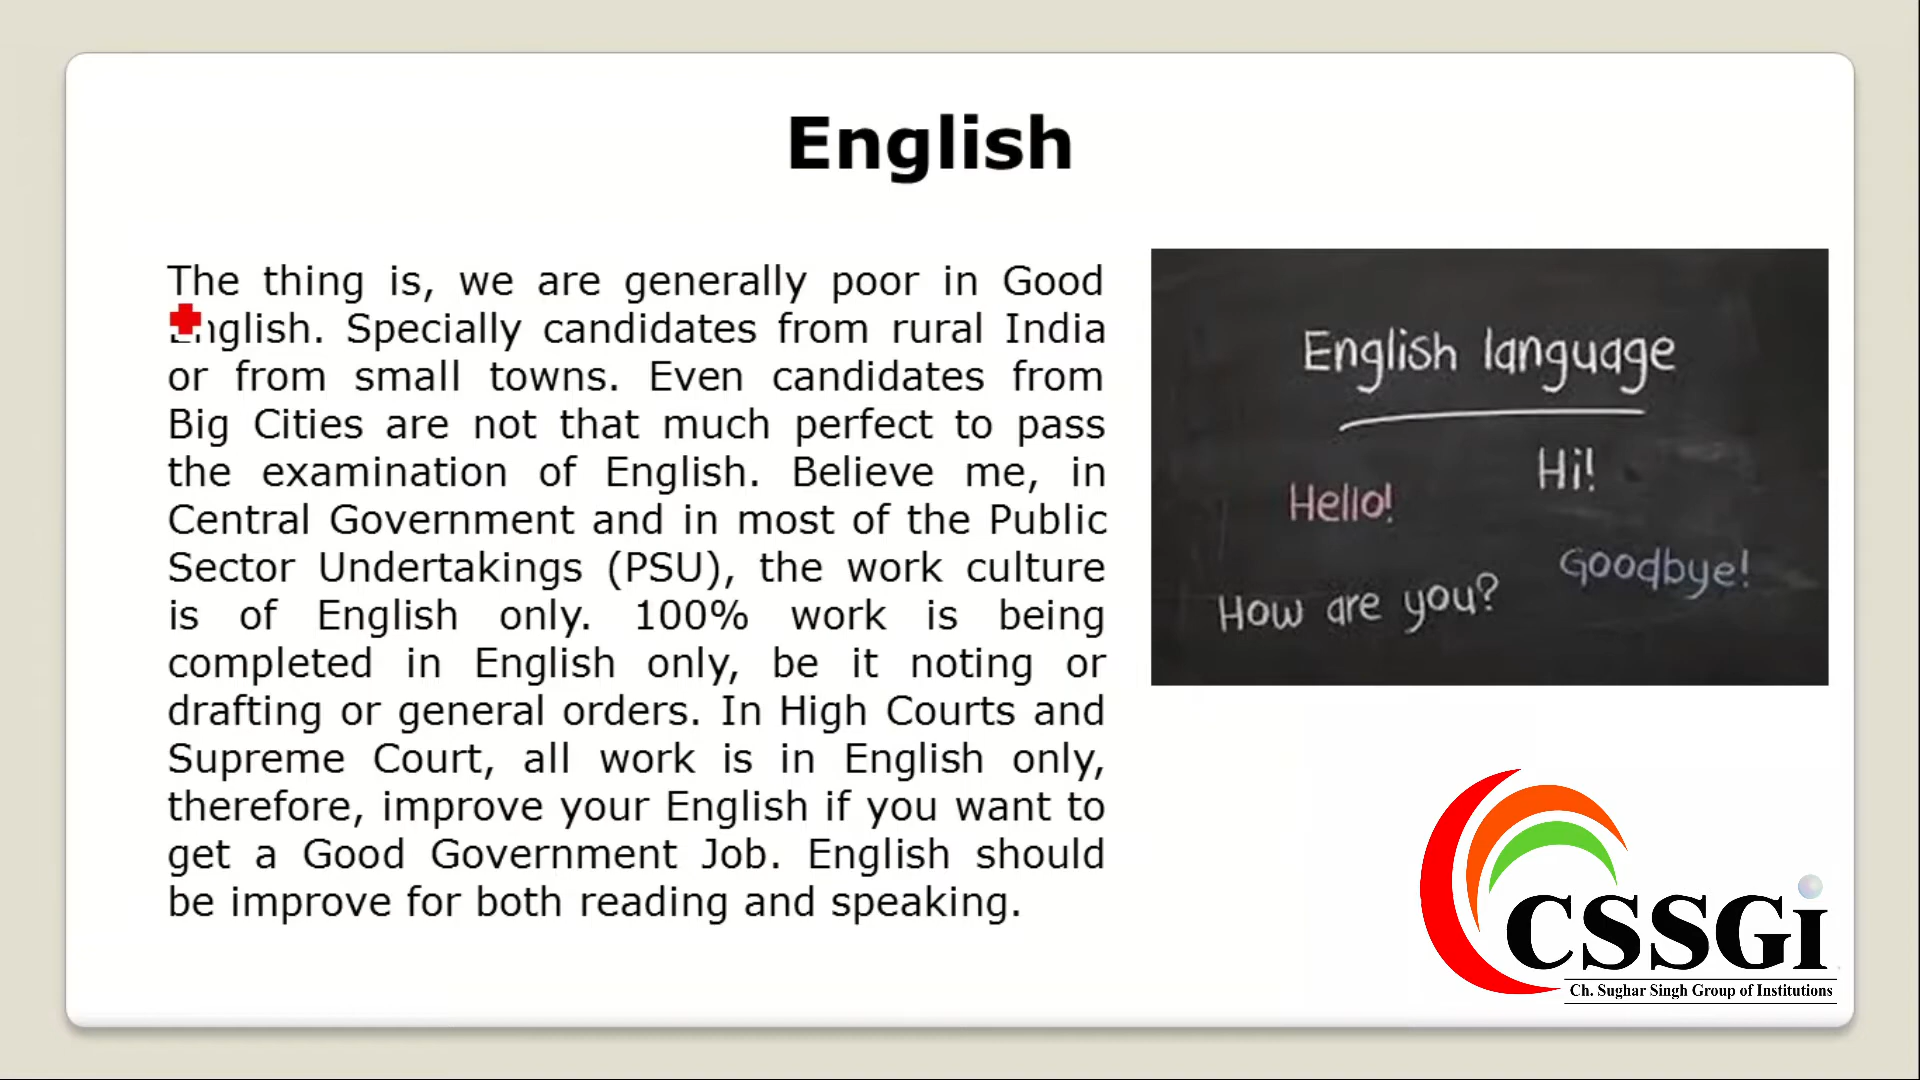 English
The thing is, we are generally poor in Good
English. Specially candidates from rural India
or from small towns. Even candidates from
Big Cities are not that much perfect to pass
the examination of English. Believe me, in
Central Government and in most of the Public
Sector Undertakings (PSU), the work culture
is of English only. 100% work is being
completed in English only, be it noting or
drafting or general orders. In High Courts and
Supreme Court, all work is in English only,
therefore, improve your English if you want to
get a Good Government Job. English should
be improve for both reading and speaking.
English language
Hi!
Hello!
Goodbye!
How are you?
CSSGi
Ch. Sughar Singh Group of Institutions